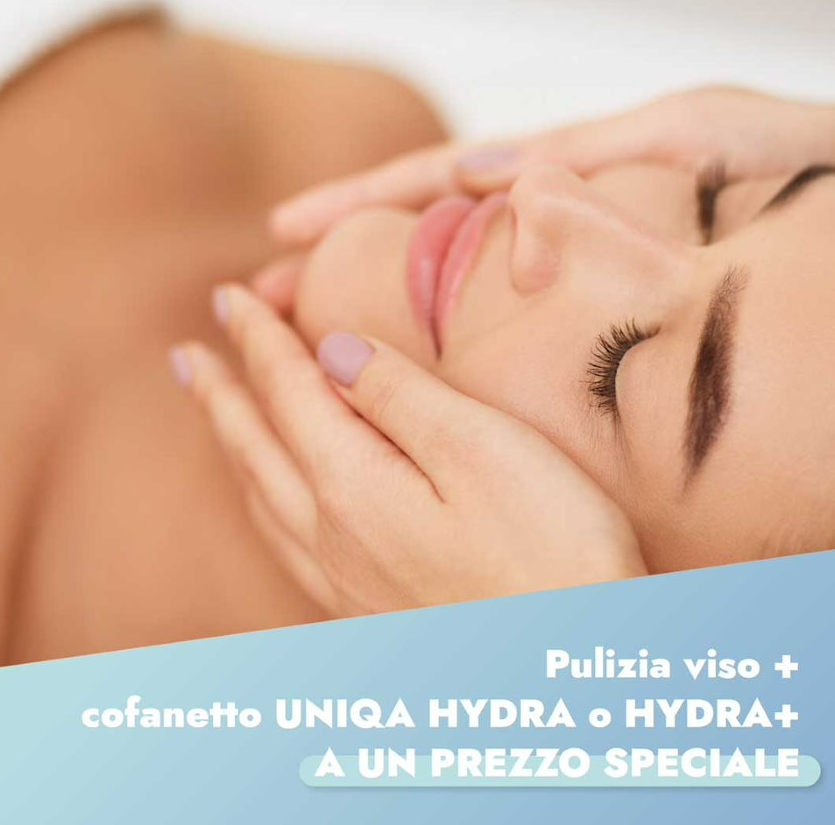 Pulizia viso +
cofanetto UNIQA HYDRA o HYDRA+
A UN PREZZO SPECIALE